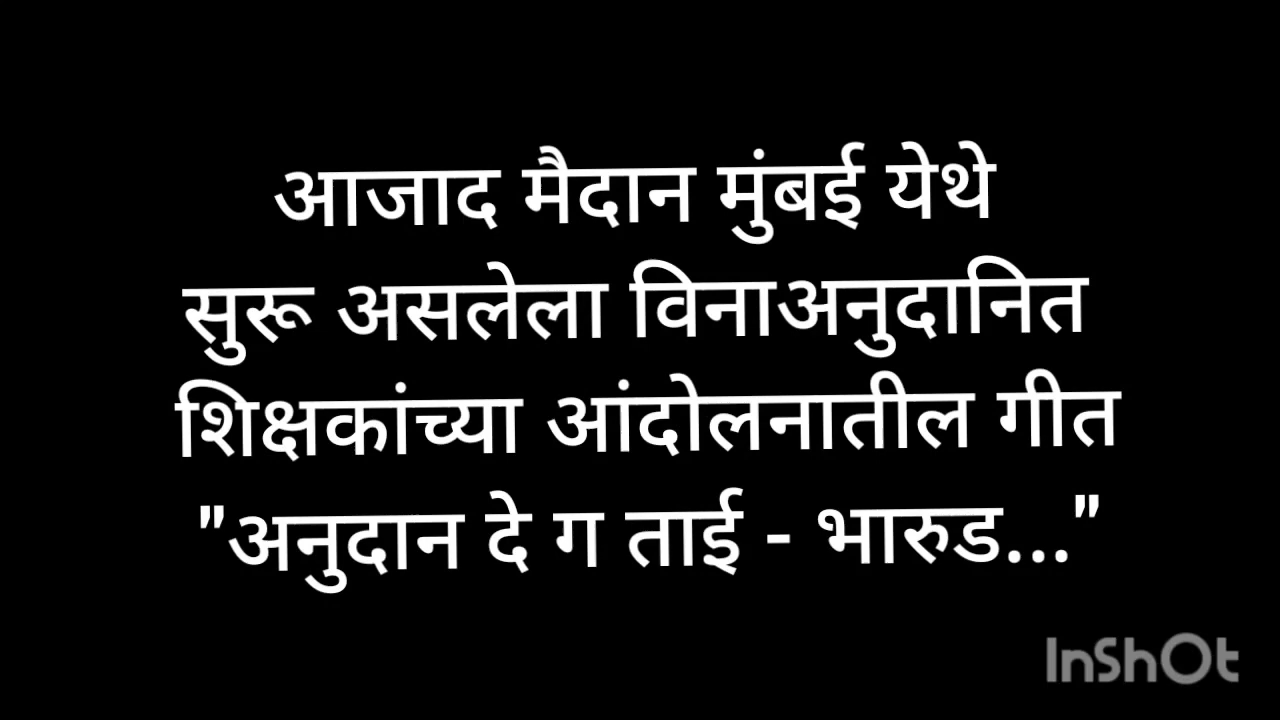 आजाद मैदान मुंबई येथे
सुरू असलेला विनाअनुदानित
शिक्षकांच्या आंदोलनातील गीत
"अनुदान दे ग ताई - भारुड..."
InShOt